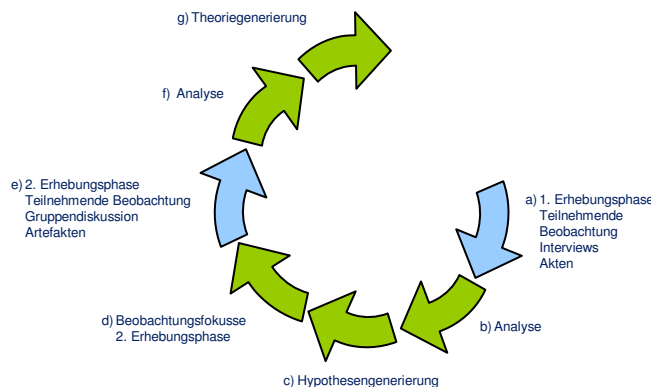 g) Theoriegenerierung
f) Analyse
e) 2. Erhebungsphase
Teilnehmende Beobachtung
Gruppendiskussion
Artefakten
a) 1. Erhebungsphase
Teilnehmende
Beobachtung
Interviews
Akten
d) Beobachtungsfokusse
2. Erhebungsphase
b) Analyse
c) Hypothesengenerierung